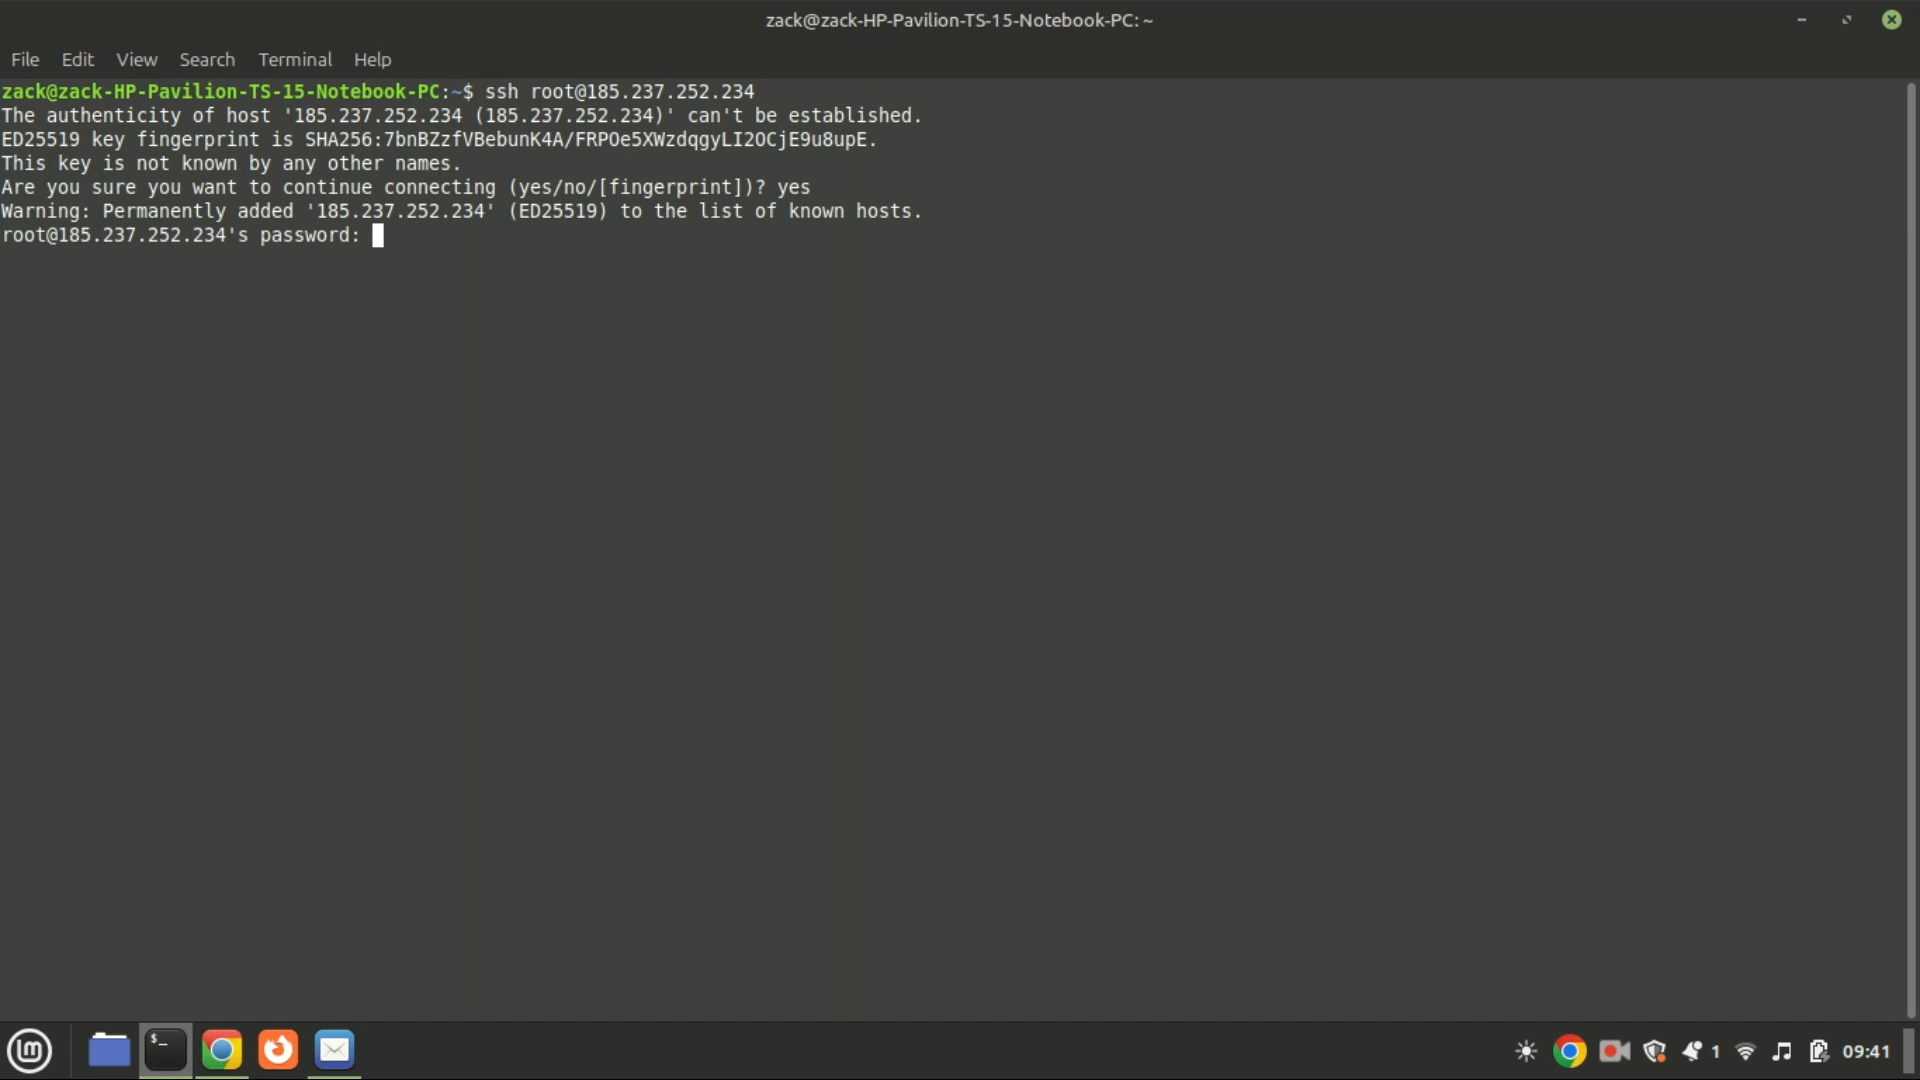 zack@zack-HP-Pavilion-TS-15-Notebook-PC: ~
File Edit View Search Terminal Help
zack@zack-HP-Pavilion-TS-15-Notebook-PC:~$ ssh root@185.237.252.234
The authenticity of host '185.237.252.234 (185.237.252.234)' can't be established.
ED25519 key fingerprint is SHA256:7bnBZzfVBebunK4A/FRPOe5XWzdqgyLI2OCjE9u8upE.
This key is not known by any other names.
Are you sure you want to continue connecting (yes/no/[fingerprint])? yes
Warning: Permanently added '185.237.252.234' (ED25519) to the list of known hosts.
root@185.237.252.234's password:
$_
1 09:41